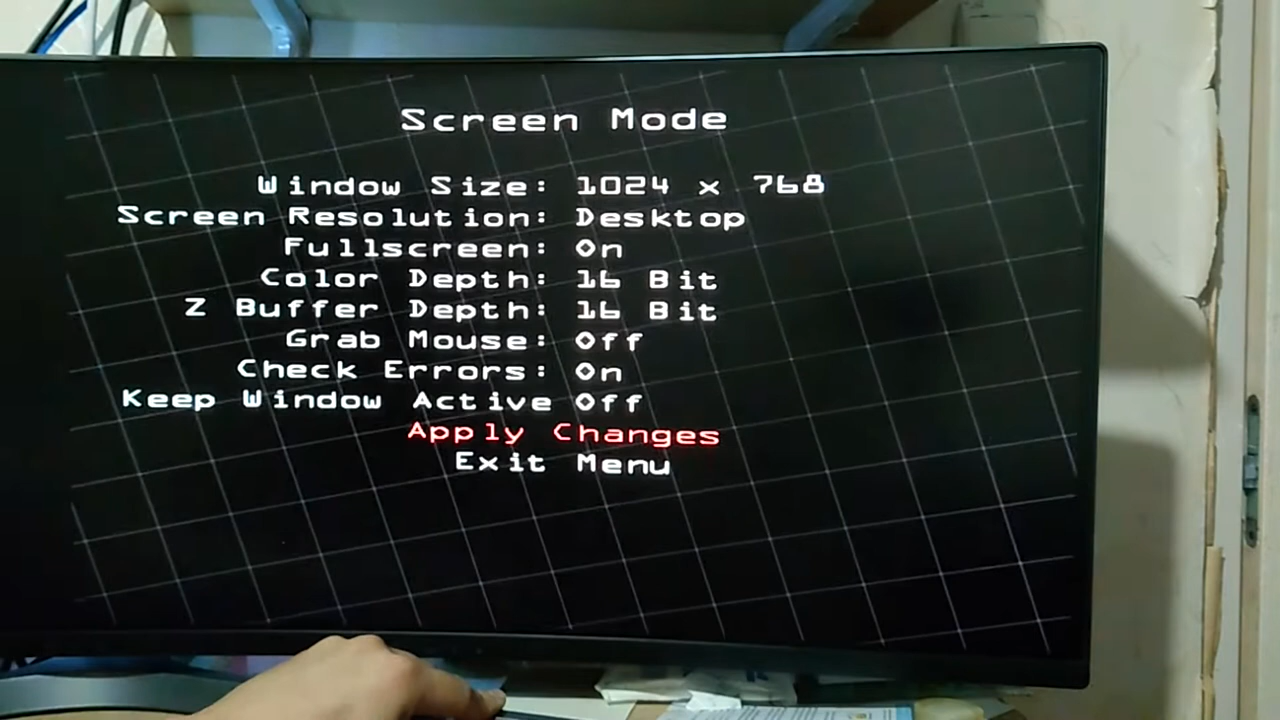 Screen Mode
Window Size: 1024 x 768
Screen Resolution: Desktop
Fullscreen: On
Color Depth: 16 Bit
Z Buffer Depth: 16 Bit
Grab Mouse: Off
Check Errors: On
Keep Window Active Off
Apply Changes
Exit Menu